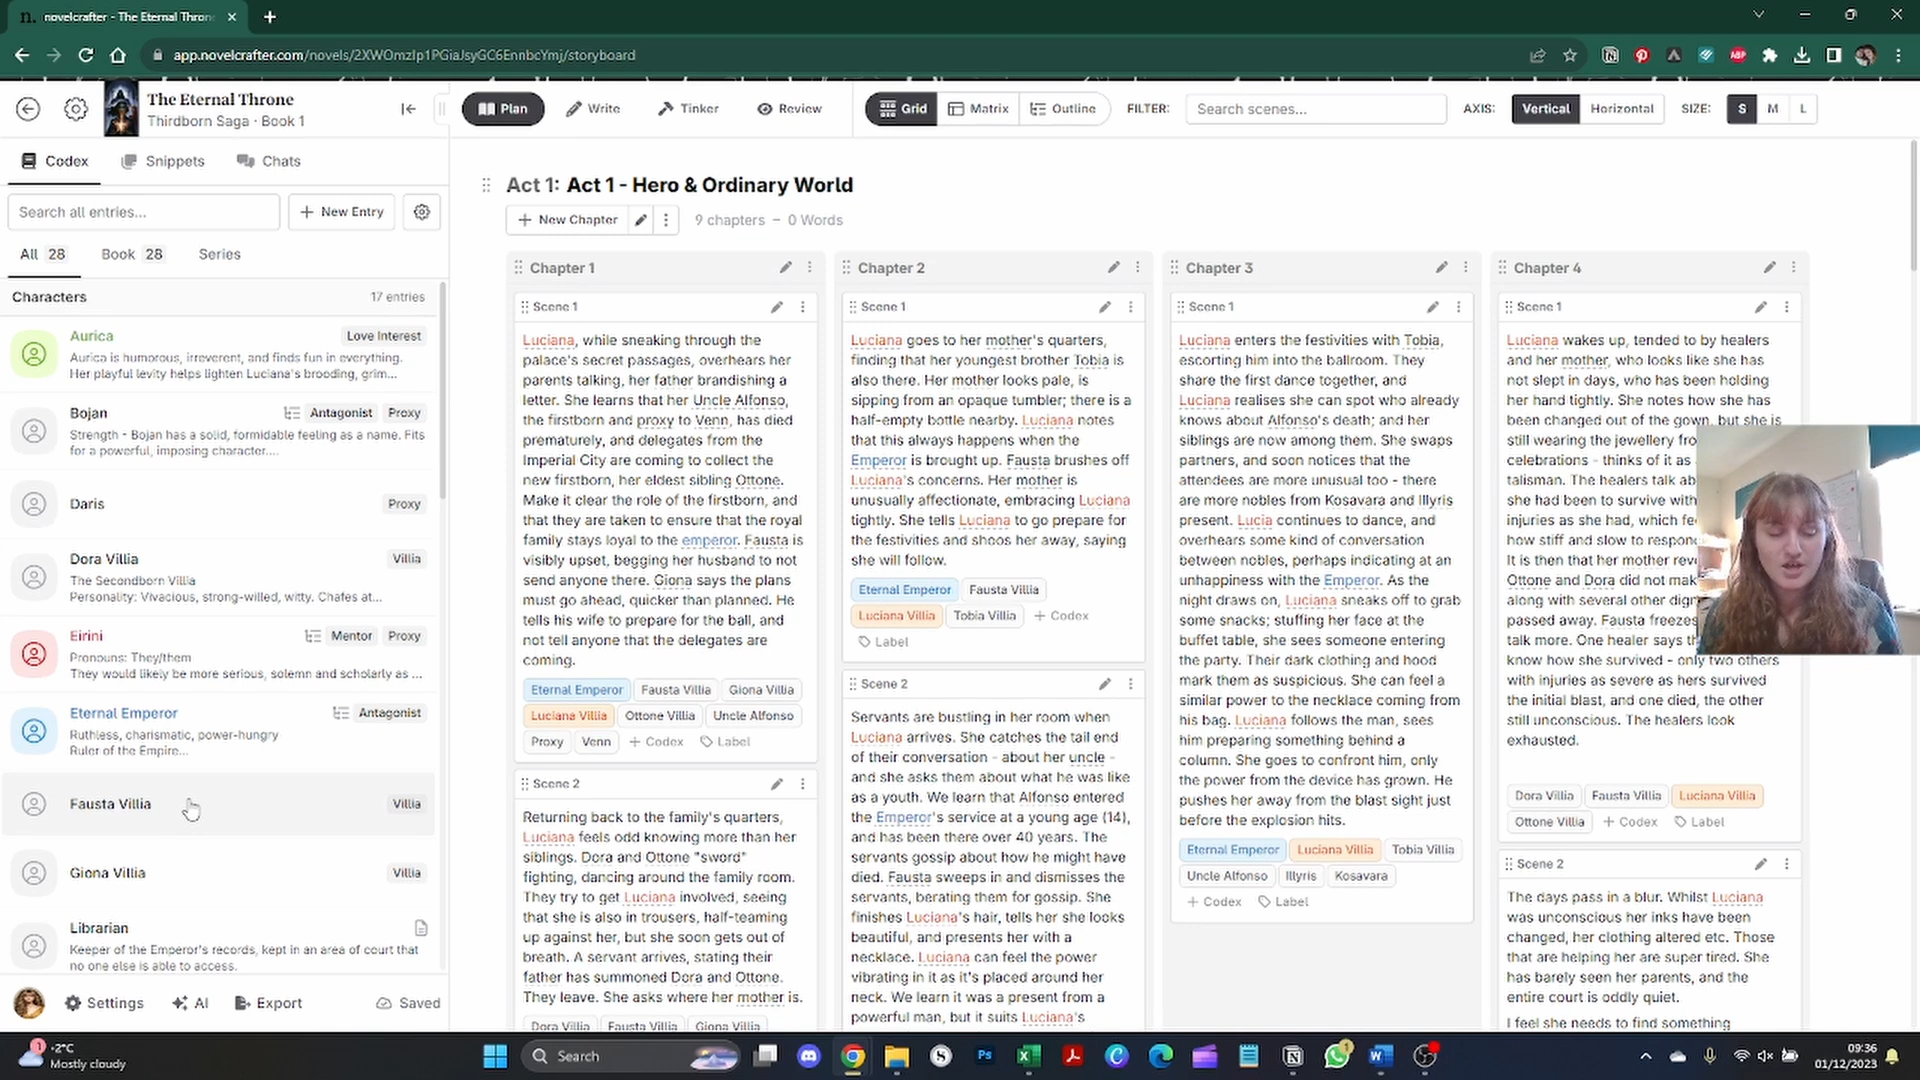 novelcrafter - The Eternal Thron
app.novelcrafter.com/novels/2XWOmzIp1PGiaJsyGC6EnnbcYmj/storyboard
The Eternal Throne
Thirdborn Saga · Book 1
Plan
Write
Tinker
Review
Grid
Matrix
Outline
FILTER:
Search scenes...
AXIS:
Vertical
Horizontal
SIZE:
S
M
L
Codex
Snippets
Chats
Search all entries...
+ New Entry
All 28
Book 28
Series
Characters
17 entries
Aurica
Love Interest
Aurica is humorous, irreverent, and finds fun in everything.
Her playful levity helps lighten Luciana's brooding, grim...
Bojan
Antagonist
Proxy
Strength - Bojan has a solid, formidable feeling as a name. Fits
for a powerful, imposing character....
Daris
Proxy
Dora Villia
Villia
The Secondborn Villia
Personality: Vivacious, strong-willed, witty. Chafes at...
Eirini
Mentor
Proxy
Pronouns: They/them
They would likely be more serious, solemn and scholarly as ...
Eternal Emperor
Antagonist
Ruthless, charismatic, power-hungry
Ruler of the Empire...
Fausta Villia
Villia
Giona Villia
Villia
Librarian
Keeper of the Emperor's records, kept in an area of court that
no one else is able to access.
Settings
AI
Export
Saved
Act 1: Act 1 - Hero & Ordinary World
+ New Chapter
9 chapters – 0 Words
Chapter 1
Scene 1
Luciana, while sneaking through the
palace's secret passages, overhears her
parents talking, her father brandishing a
letter. She learns that her Uncle Alfonso,
the firstborn and proxy to Venn, has died
prematurely, and delegates from the
Imperial City are coming to collect the
new firstborn, her eldest sibling Ottone.
Make it clear the role of the firstborn, and
that they are taken to ensure that the royal
family stays loyal to the emperor. Fausta is
visibly upset, begging her husband to not
send anyone there. Giona says the plans
must go ahead, quicker than planned. He
tells his wife to prepare for the ball, and
not tell anyone that the delegates are
coming.
Eternal Emperor
Fausta Villia
Giona Villia
Luciana Villia
Ottone Villia
Uncle Alfonso
Proxy
Venn
+ Codex
Label
Scene 2
Returning back to the family's quarters,
Luciana feels odd knowing more than her
siblings. Dora and Ottone "sword"
fighting, dancing around the family room.
They try to get Luciana involved, seeing
that she is also in trousers, half-teaming
up against her, but she soon gets out of
breath. A servant arrives, stating their
father has summoned Dora and Ottone.
They leave. She asks where her mother is.
Dora Villia
Fausta Villia
Giona Villia
Chapter 2
Scene 1
Luciana goes to her mother's quarters,
finding that her youngest brother Tobia is
also there. Her mother looks pale, is
sipping from an opaque tumbler; there is a
half-empty bottle nearby. Luciana notes
that this always happens when the
Emperor is brought up. Fausta brushes off
Luciana's concerns. Her mother is
unusually affectionate, embracing Luciana
tightly. She tells Luciana to go prepare for
the festivities and shoos her away, saying
she will follow.
Eternal Emperor
Fausta Villia
Luciana Villia
Tobia Villia
+ Codex
Label
Scene 2
Servants are bustling in her room when
Luciana arrives. She catches the tail end
of their conversation - about her uncle -
and she asks them about what he was like
as a youth. We learn that Alfonso entered
the Emperor's service at a young age (14),
and has been there over 40 years. The
servants gossip about how he might have
died. Fausta sweeps in and dismisses the
servants, berating them for gossip. She
finishes Luciana's hair, tells her she looks
beautiful, and presents her with a
necklace. Luciana can feel the power
vibrating in it as it's placed around her
neck. We learn it was a present from a
powerful man, but it suits Luciana's
Chapter 3
Scene 1
Luciana enters the festivities with Tobia,
escorting him into the ballroom. They
share the first dance together, and
Luciana realises she can spot who already
knows about Alfonso's death; and her
siblings are now among them. She swaps
partners, and soon notices that the
attendees are more unusual too - there
are more nobles from Kosavara and Illyris
present. Lucia continues to dance, and
overhears some kind of conversation
between nobles, perhaps indicating at an
unhappiness with the Emperor. As the
night draws on, Luciana sneaks off to grab
some snacks; stuffing her face at the
buffet table, she sees someone entering
the party. Their dark clothing and hood
mark them as suspicious. She can feel a
similar power to the necklace coming from
his bag. Luciana follows the man, sees
him preparing something behind a
column. She goes to confront him, only
the power from the device has grown. He
pushes her away from the blast sight just
before the explosion hits.
Eternal Emperor
Luciana Villia
Tobia Villia
Uncle Alfonso
Illyris
Kosavara
+ Codex
Label
Chapter 4
Scene 1
Luciana wakes up, tended to by healers
and her mother, who looks like she has
not slept in days, who has been holding
her hand tightly. She notes how she has
been changed out of the gown, but she is
still wearing the jewellery fro
celebrations - thinks of it as
talisman. The healers talk ab
she had been to survive with
injuries as she had, which fe
how stiff and slow to respon
It is then that her mother rev
Ottone and Dora did not mak
along with several other dign
passed away. Fausta freezes
talk more. One healer says th
know how she survived - only two others
with injuries as severe as hers survived
the initial blast, and one died, the other
still unconscious. The healers look
exhausted.
Dora Villia
Fausta Villia
Luciana Villia
Ottone Villia
+ Codex
Label
Scene 2
The days pass in a blur. Whilst Luciana
was unconscious her inks have been
changed, her clothing altered etc. Those
that are helping her are super tired. She
has barely seen her parents, and the
entire court is oddly quiet.
I feel she needs to find something
-2°C
Mostly cloudy
Search
09:36
01/12/2023